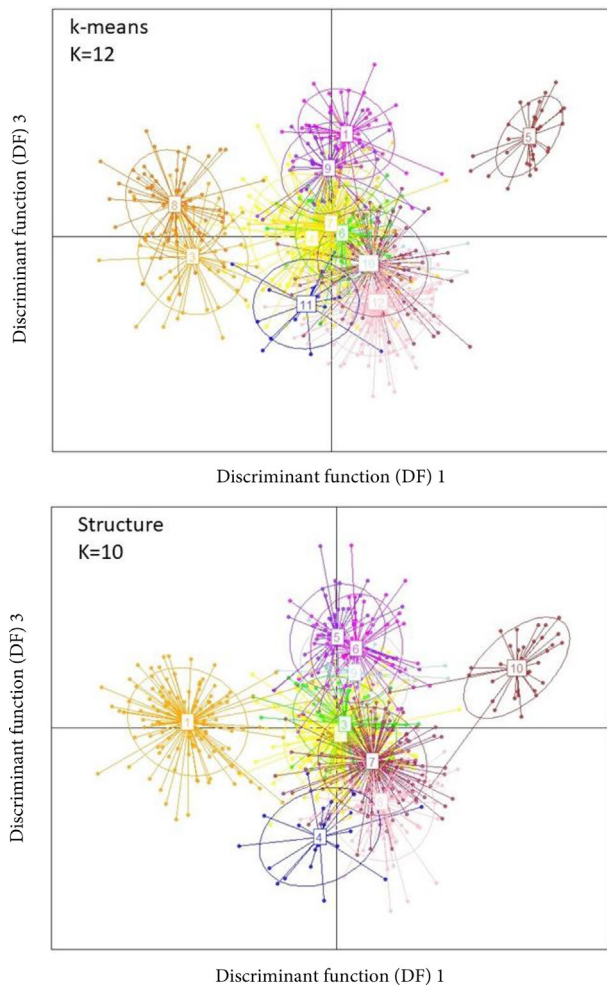 k-means
K=12
Discriminant function (DF) 3
1
5
9
8
7
6
3
10
11
12
Discriminant function (DF) 1
Structure
K=10
Discriminant function (DF) 3
5
6
10
1
3
7
4
Discriminant function (DF) 1